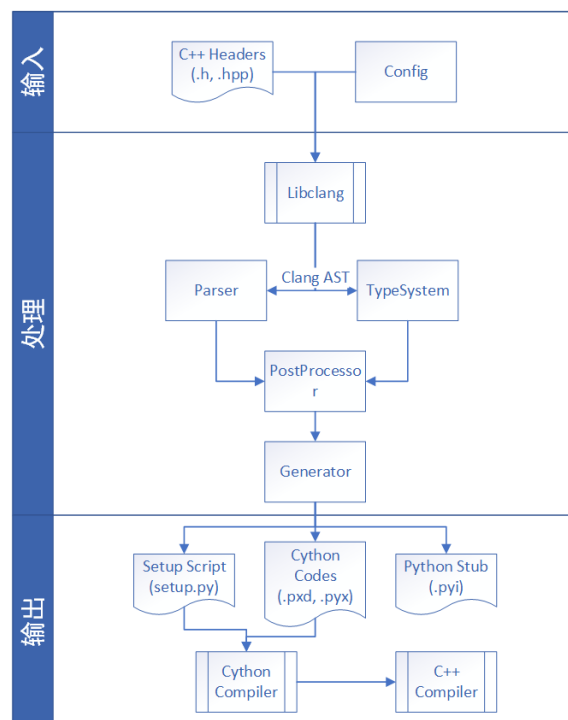 输入
C++ Headers
(.h, .hpp)
Config
处理
Libclang
Clang AST
Parser
TypeSystem
PostProcesso
r
Generator
输出
Setup Script
(setup.py)
Cython
Codes
(.pxd, .pyx)
Python Stub
(.pyi)
Cython
Compiler
C++
Compiler